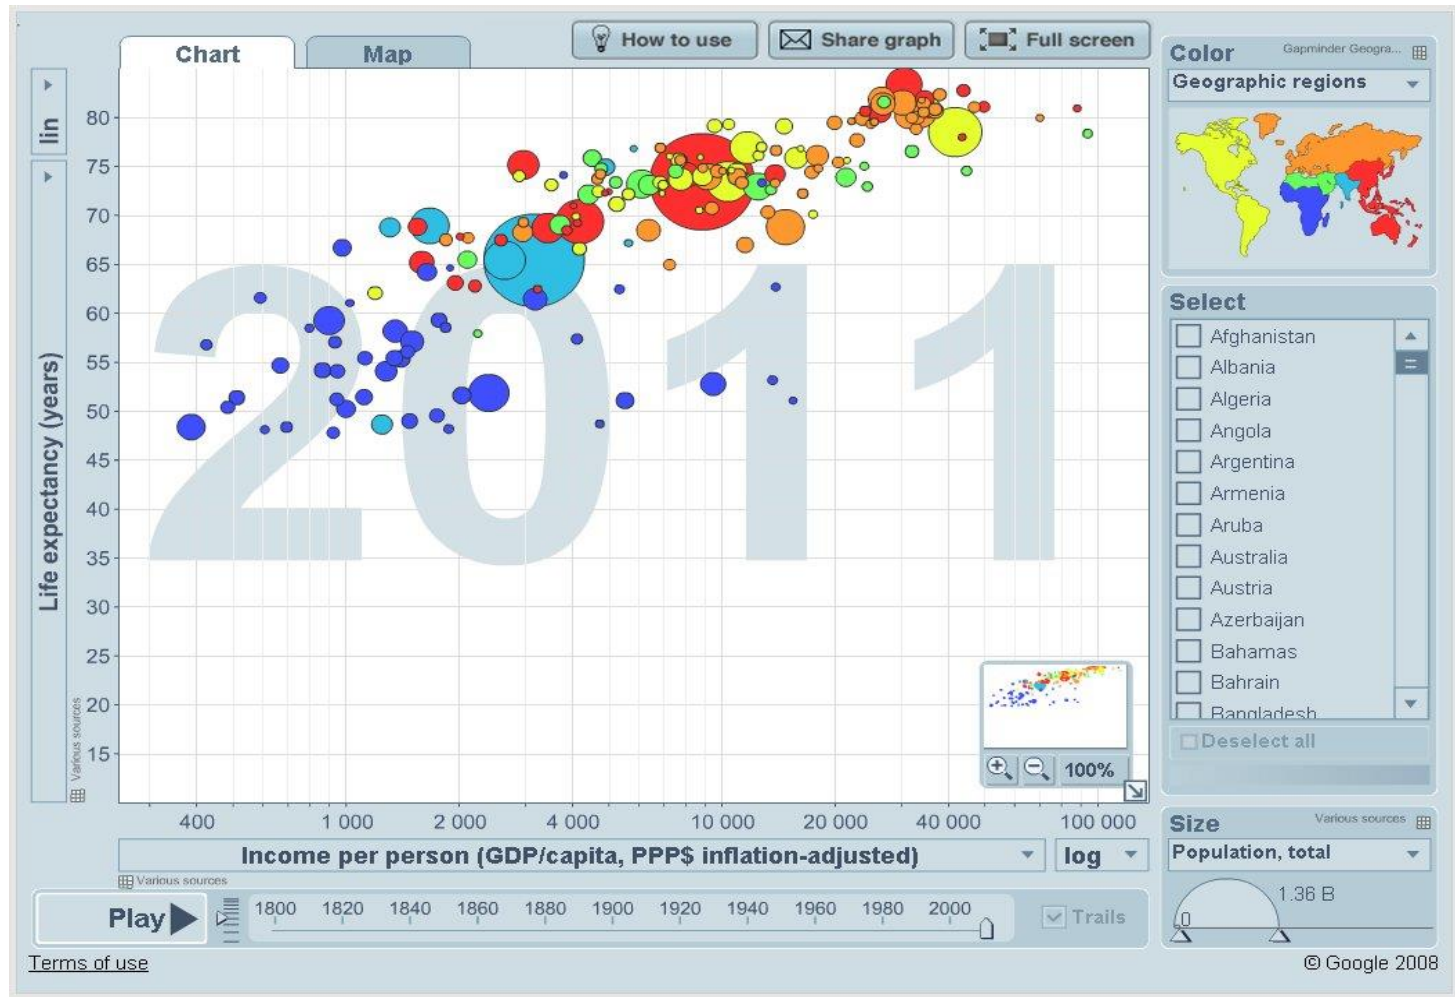 How to use
Share graph
Full screen
Chart
Map
Color
Gapminder Geogra...
Geographic regions
lin
Life expectancy (years)
Various sources
80
75
70
65
60
55
50
45
40
35
30
25
20
15
2011
100%
400
1 000
2 000
4 000
10 000
20 000
40 000
100 000
Income per person (GDP/capita, PPP$ inflation-adjusted)
log
Various sources
Select
Afghanistan
Albania
Algeria
Angola
Argentina
Armenia
Aruba
Australia
Austria
Azerbaijan
Bahamas
Bahrain
Bangladesh
Deselect all
Size
Various sources
Population, total
1.36 B
0
Play
1800 1820 1840 1860 1880 1900 1920 1940 1960 1980 2000
Trails
Terms of use
© Google 2008